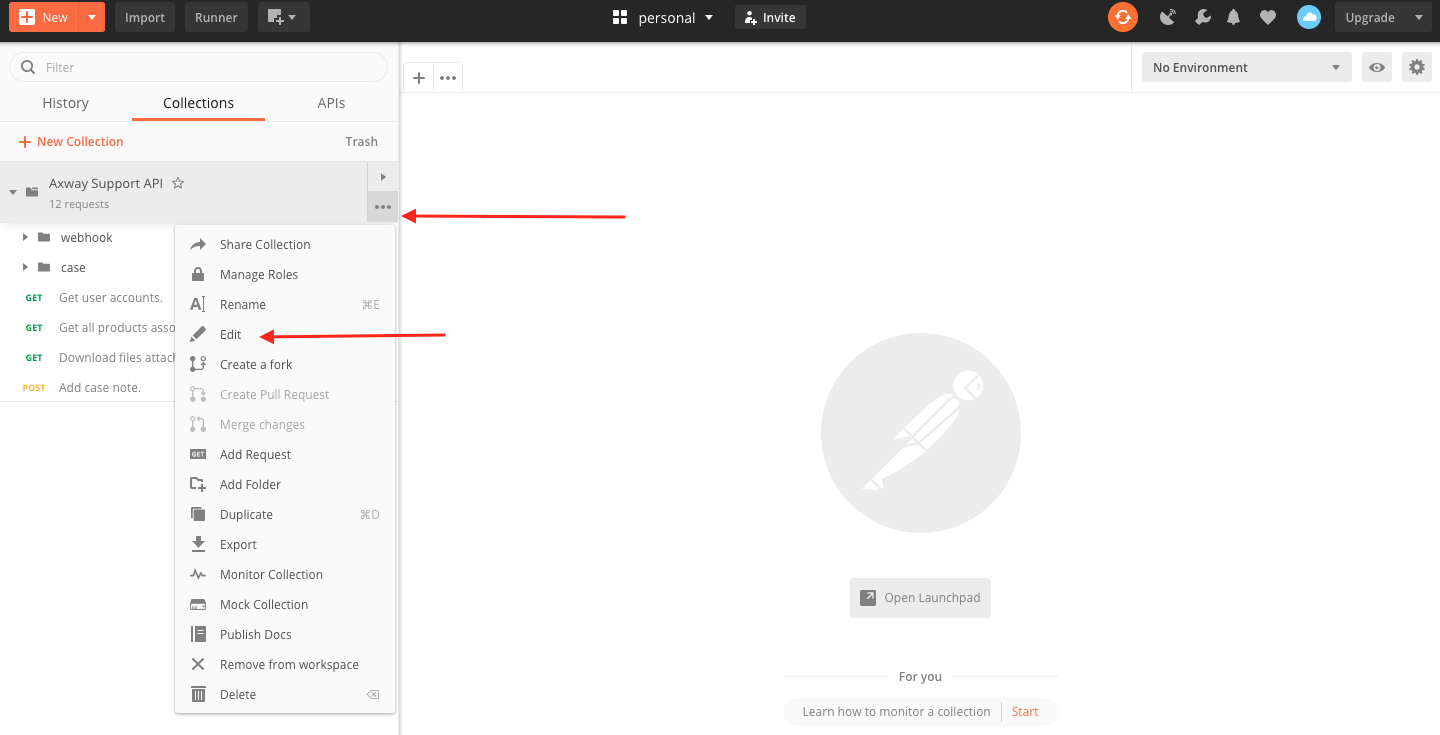 New
Import
Runner
personal
Invite
Upgrade
Filter
No Environment
History
Collections
APIs
New Collection
Trash
Axway Support API
12 requests
webhook
case
GET Get user accounts.
GET Get all products asso
GET Download files attach
POST Add case note.
Share Collection
Manage Roles
Rename ⌘E
Edit
Create a fork
Create Pull Request
Merge changes
GET Add Request
Add Folder
Duplicate ⌘D
Export
Monitor Collection
Mock Collection
Publish Docs
Remove from workspace
Delete ⌫
Open Launchpad
For you
Learn how to monitor a collection
Start